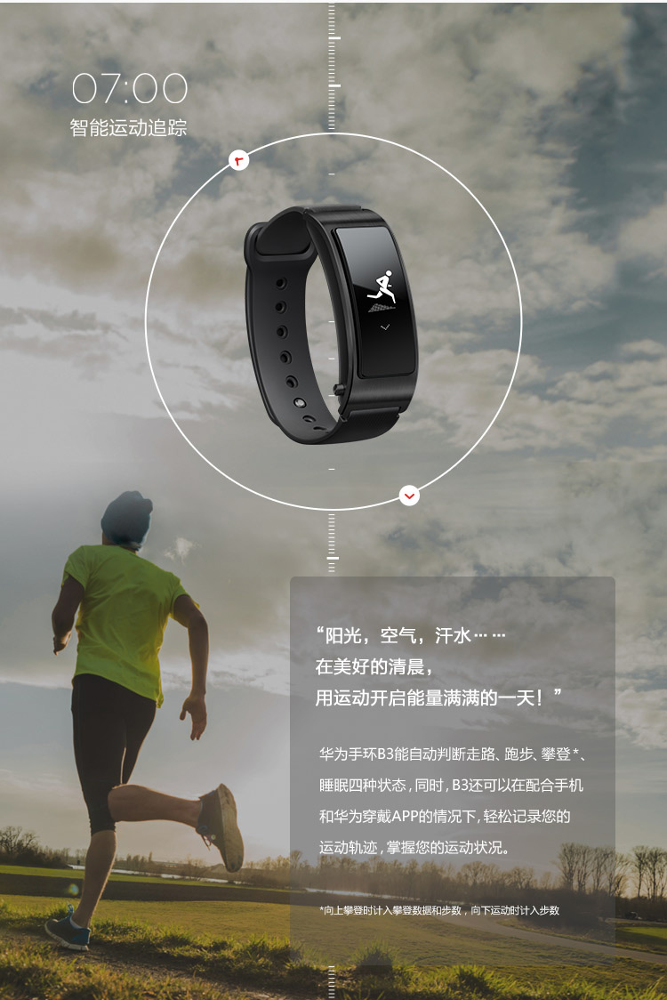 07:00
智能运动追踪
“阳光，空气，汗水……
在美好的清晨，
用运动开启能量满满的一天！”
华为手环B3能自动判断走路、跑步、攀登*、
睡眠四种状态，同时，B3还可以在配合手机
和华为穿戴APP的情况下，轻松记录您的
运动轨迹，掌握您的运动状况。
*向上攀登时计入攀登数据和步数，向下运动时计入步数